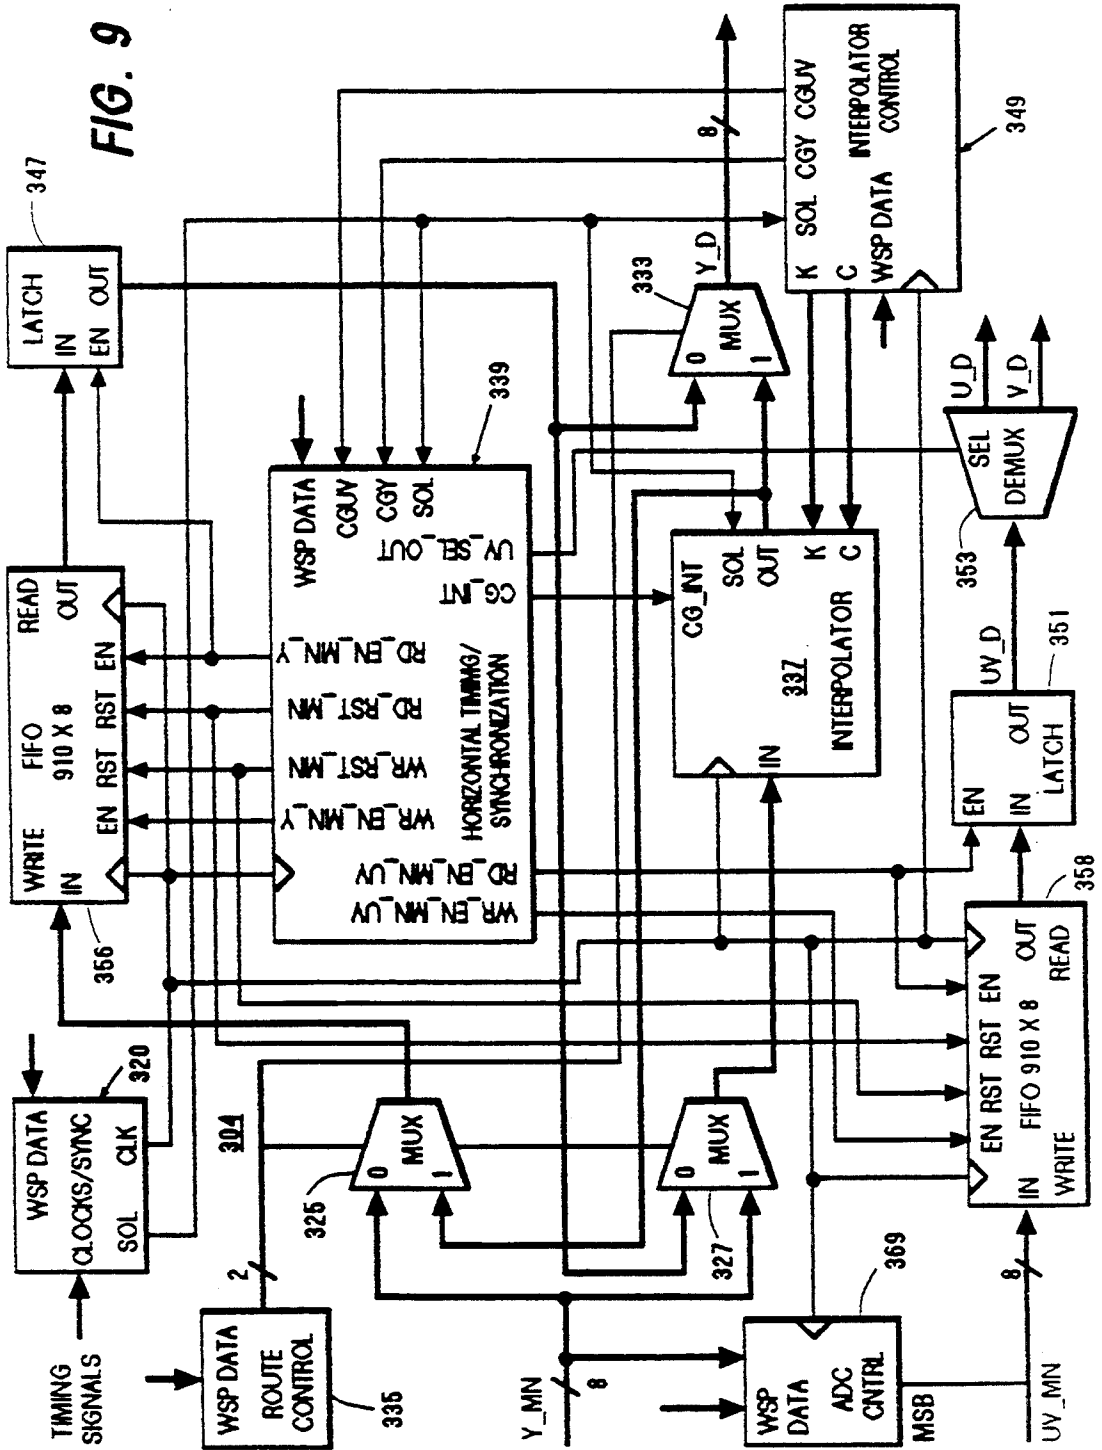 FIG. 9
347
LATCH
IN
EN OUT
READ
OUT
FIFO
910 X 8
EN RST RST EN
WRITE
IN
356
WSP DATA
CLOCKS/SYNC
SOL CLK
320
TIMING
SIGNALS
WSP DATA
ROUTE
CONTROL
335
2
304
339
WSP DATA
CGUV
CGY
SOL
UV_SEL_OUT
CG_INT
RD_EN_MN_Y
RD_RST_MN
WR_RST_MN
WR_EN_MN_Y
HORIZONTAL TIMIMG/
SYNCHRONIZATION
RD_EN_MN_UV
WR_EN_MN_UV
325
0
MUX
1
327
0
MUX
1
333
0
MUX
1
Y_D
8
SOL CGY CGUV
INTERPOLATOR
CONTROL
K
C
WSP DATA
349
CG_INT
SOL
OUT
K
C
337
INTERPOLATOR
IN
U_D
V_D
SEL
DEMUX
353
UV_D
351
EN
OUT
IN
LATCH
358
OUT
READ
EN RST RST EN
FIFO 910 X 8
IN
WRITE
Y_MN
8
WSP
DATA
ADC
CNTRL
369
MSB
8
UV_MN